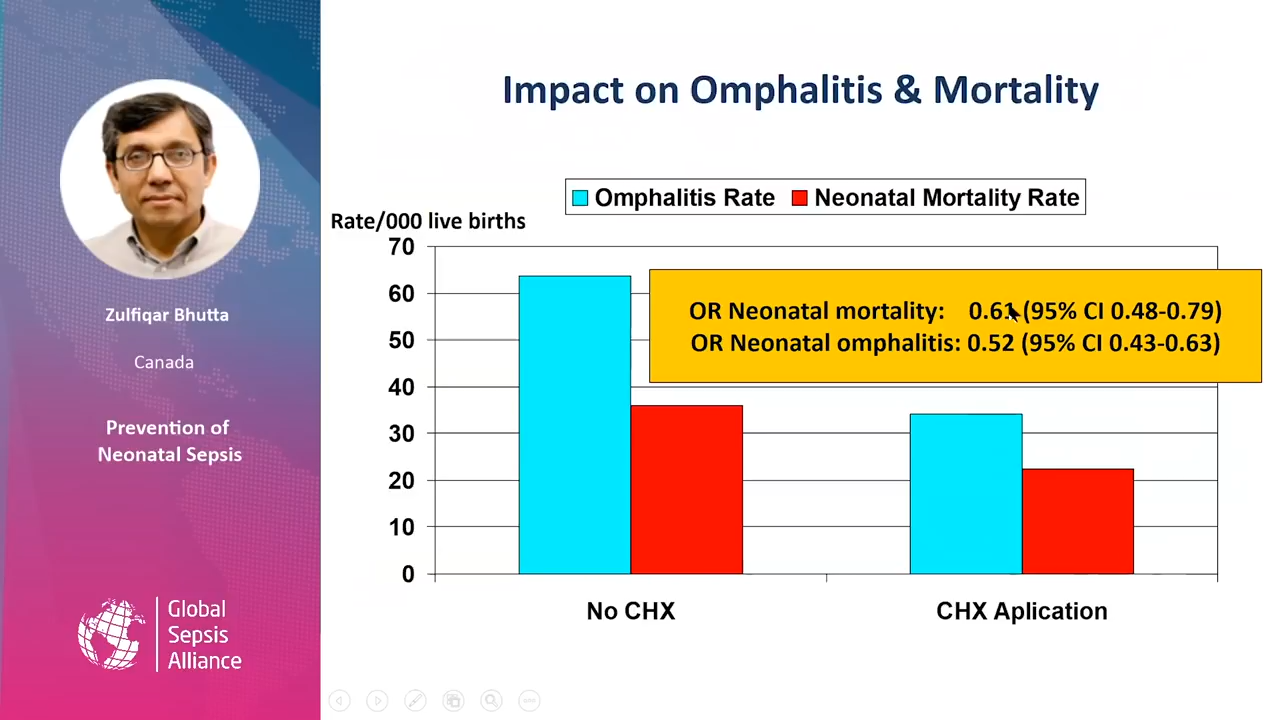 Impact on Omphalitis & Mortality
Omphalitis Rate
Neonatal Mortality Rate
Rate/000 live births
70
60
50
40
30
20
10
0
OR Neonatal mortality: 0.61 (95% CI 0.48-0.79)
OR Neonatal omphalitis: 0.52 (95% CI 0.43-0.63)
No CHX
CHX Aplication
Zulfiqar Bhutta
Canada
Prevention of
Neonatal Sepsis
Global
Sepsis
Alliance